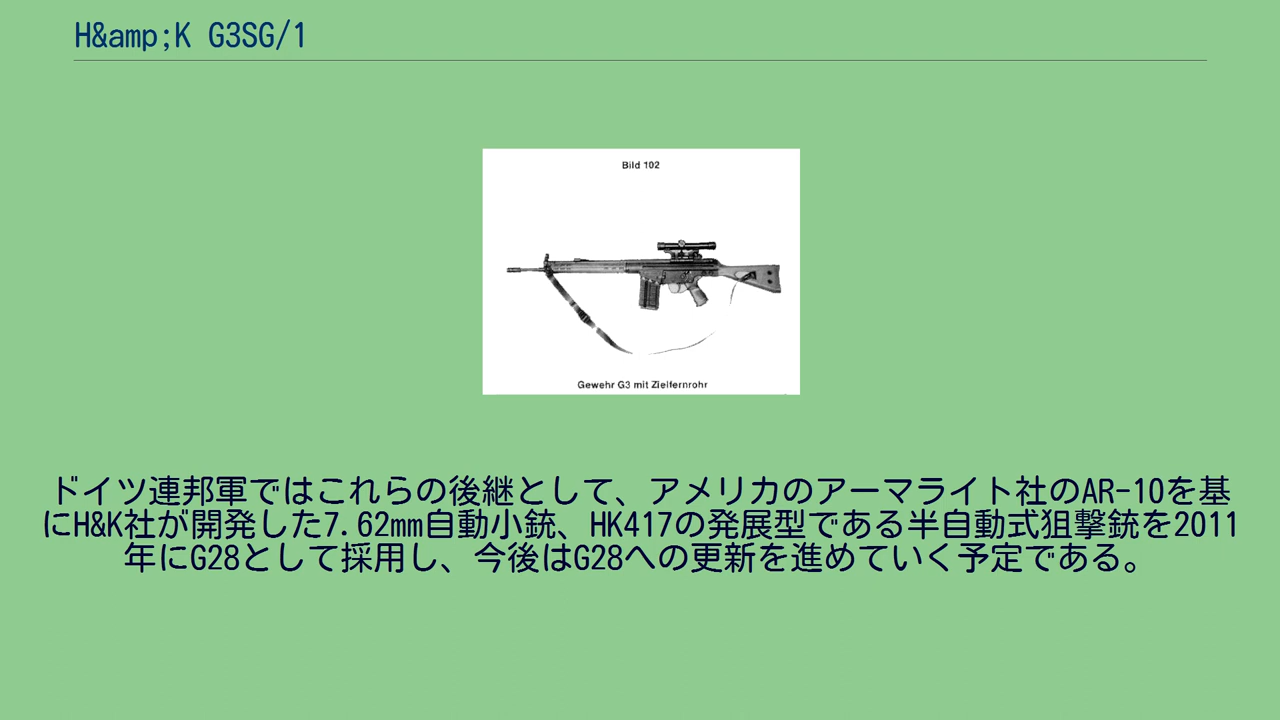 H&amp;K G3SG/1
Bild 102
Gewehr G3 mit Zielfernrohr
ドイツ連邦軍ではこれらの後継として、アメリカのアーマライト社のAR-10を基
にH&K社が開発した7.62mm自動小銃、HK417の発展型である半自動式狙撃銃を2011
年にG28として採用し、今後はG28への更新を進めていく予定である。